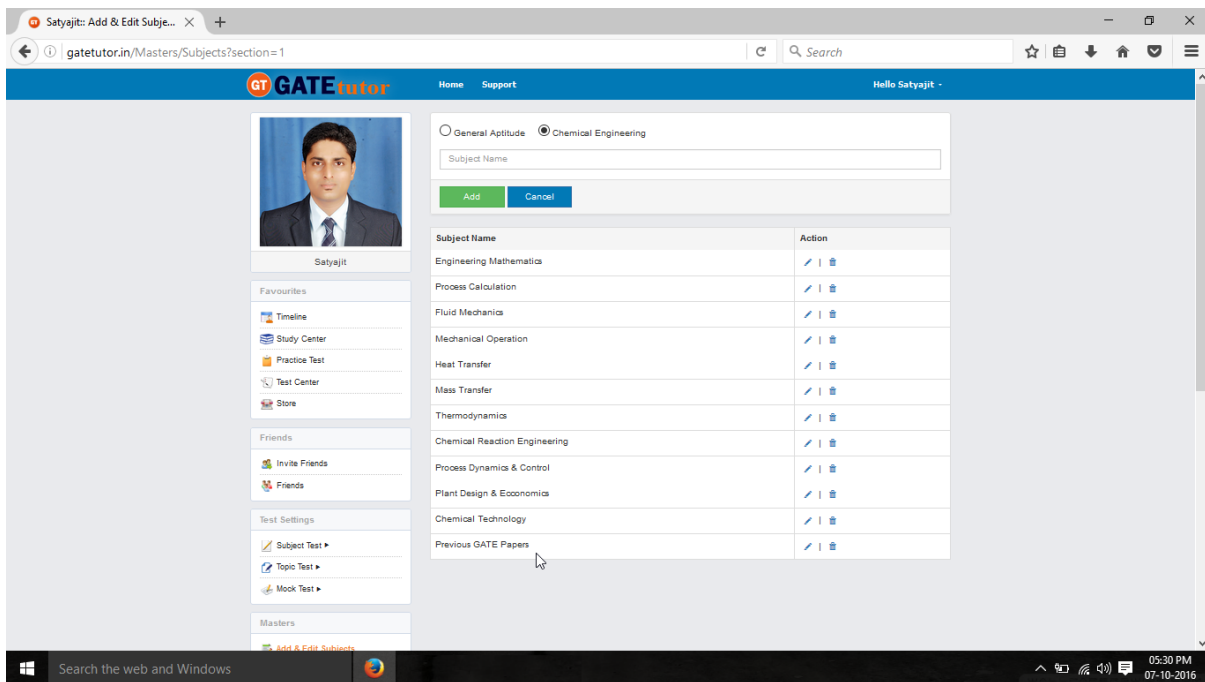 Satyajit:: Add & Edit Subje...
gatetutor.in/Masters/Subjects?section=1
Search
GT GATEtutor
Home
Support
Hello Satyajit
Satyajit
Favourites
Timeline
Study Center
Practice Test
Test Center
Store
Friends
Invite Friends
Friends
Test Settings
Subject Test
Topic Test
Mock Test
Masters
Add & Edit Subjects
General Aptitude
Chemical Engineering
Subject Name
Add
Cancel
Subject Name Action
Engineering Mathematics
Process Calculation
Fluid Mechanics
Mechanical Operation
Heat Transfer
Mass Transfer
Thermodynamics
Chemical Reaction Engineering
Process Dynamics & Control
Plant Design & Ecconomics
Chemical Technology
Previous GATE Papers
Search the web and Windows
05:30 PM
07-10-2016